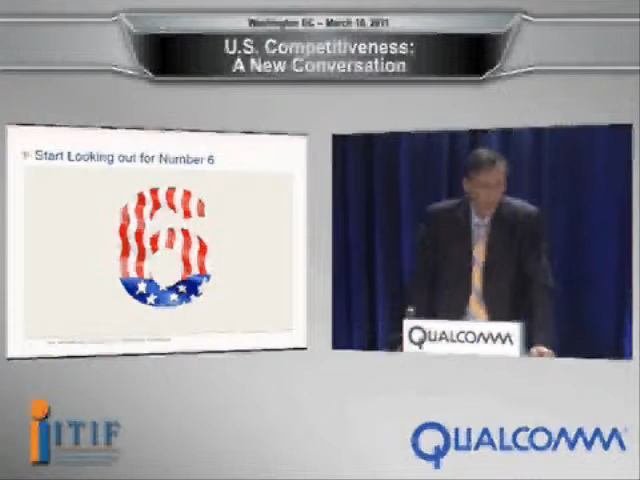 Washington DC – March 10, 2011
U.S. Competitiveness:
A New Conversation
Start Looking out for Number 6
6
QUALCOMM
ITIF
QUALCOMM